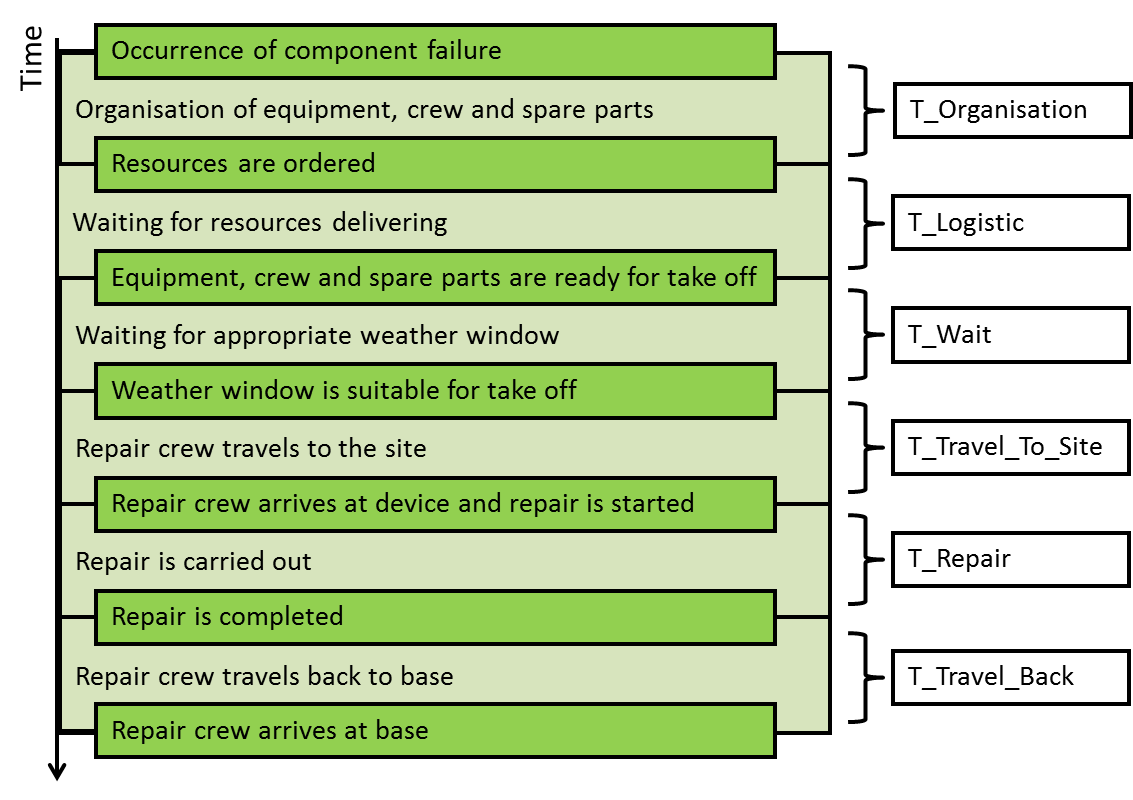 Time
Occurrence of component failure
Organisation of equipment, crew and spare parts
T_Organisation
Resources are ordered
Waiting for resources delivering
T_Logistic
Equipment, crew and spare parts are ready for take off
Waiting for appropriate weather window
T_Wait
Weather window is suitable for take off
Repair crew travels to the site
T_Travel_To_Site
Repair crew arrives at device and repair is started
Repair is carried out
T_Repair
Repair is completed
Repair crew travels back to base
T_Travel_Back
Repair crew arrives at base